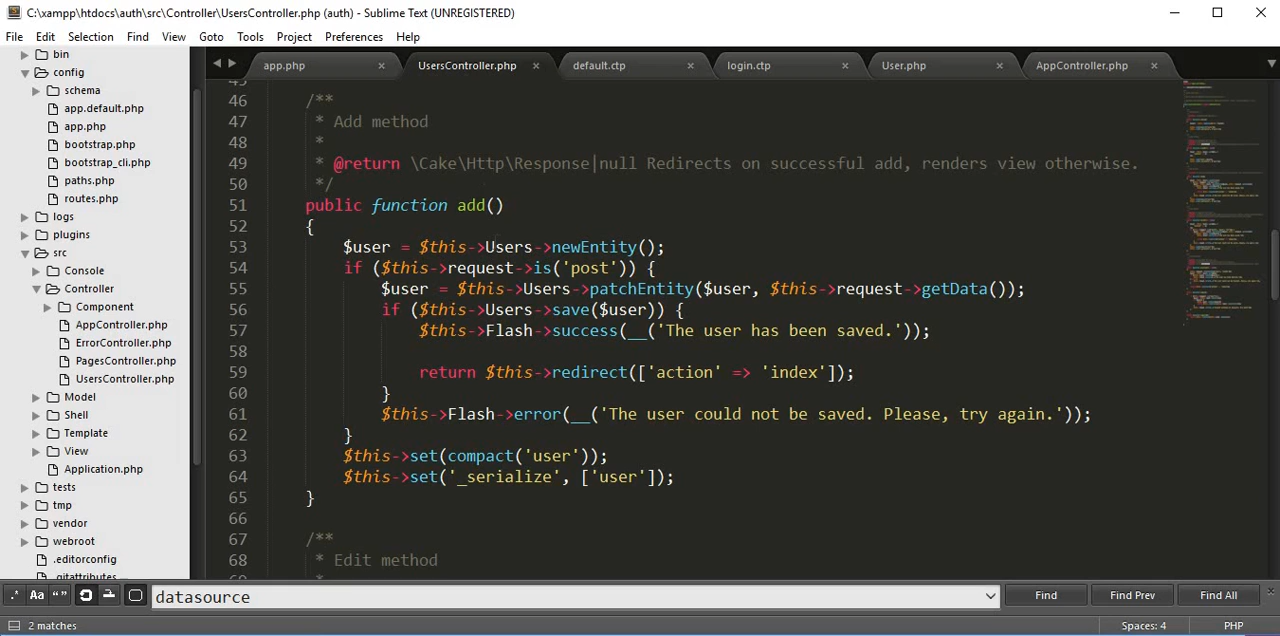 C:\xampp\htdocs\auth\src\Controller\UsersController.php (auth) - Sublime Text (UNREGISTERED)
File Edit Selection Find View Goto Tools Project Preferences Help
bin
config
schema
app.default.php
app.php
bootstrap.php
bootstrap_cli.php
paths.php
routes.php
logs
plugins
src
Console
Controller
Component
AppController.php
ErrorController.php
PagesController.php
UsersController.php
Model
Shell
Template
View
Application.php
tests
tmp
vendor
webroot
.editorconfig
.gitattributes
app.php × UsersController.php × default.ctp × login.ctp × User.php × AppController.php ×
45
46 /**
47 * Add method
48 *
49 * @return \Cake\Http\Response|null Redirects on successful add, renders view otherwise.
50 */
51 public function add()
52 {
53 $user = $this->Users->newEntity();
54 if ($this->request->is('post')) {
55 $user = $this->Users->patchEntity($user, $this->request->getData());
56 if ($this->Users->save($user)) {
57 $this->Flash->success(__('The user has been saved.'));
58
59 return $this->redirect(['action' => 'index']);
60 }
61 $this->Flash->error(__('The user could not be saved. Please, try again.'));
62 }
63 $this->set(compact('user'));
64 $this->set('_serialize', ['user']);
65 }
66
67 /**
68 * Edit method
69 *
.* Aa “” datasource Find Find Prev Find All ×
2 matches Spaces: 4 PHP